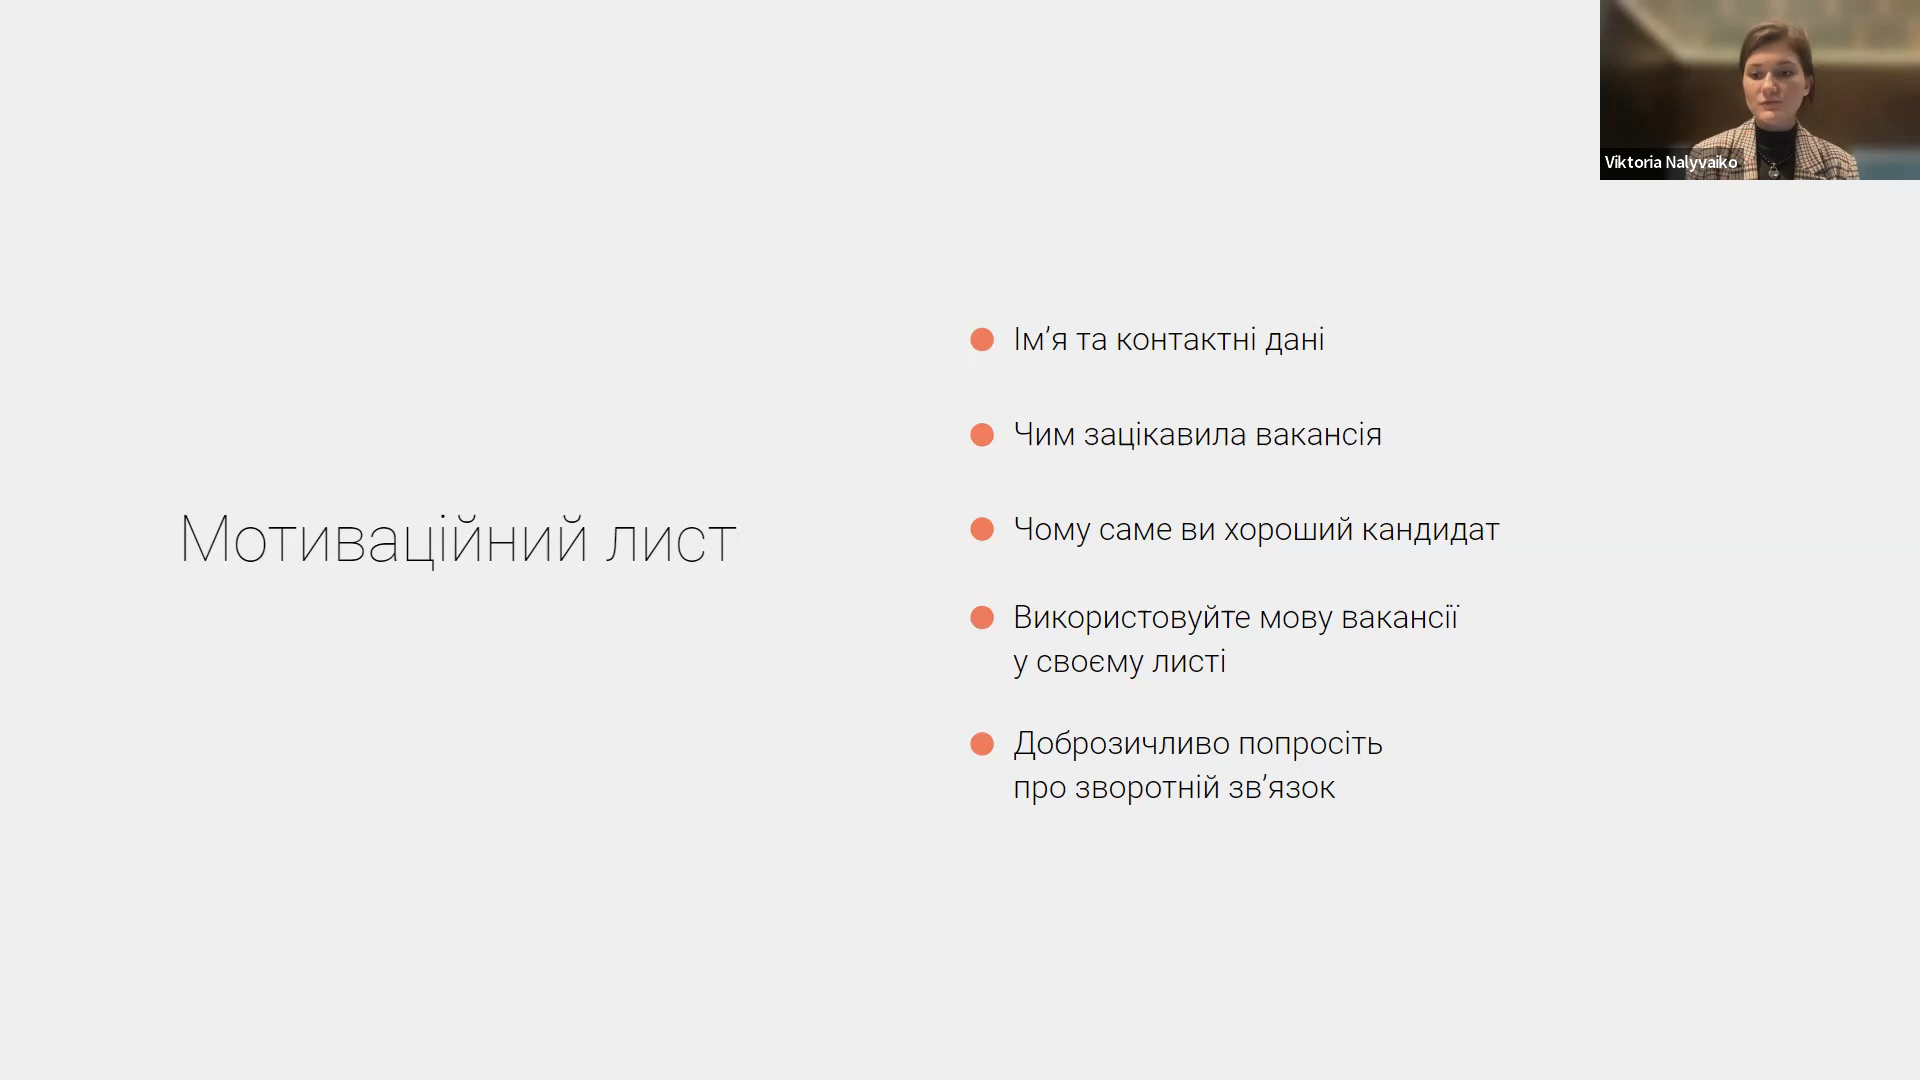 Viktoria Nalyvaiko
Мотиваційний лист
Ім’я та контактні дані
Чим зацікавила вакансія
Чому саме ви хороший кандидат
Використовуйте мову вакансії
у своєму листі
Доброзичливо попросіть
про зворотній зв’язок